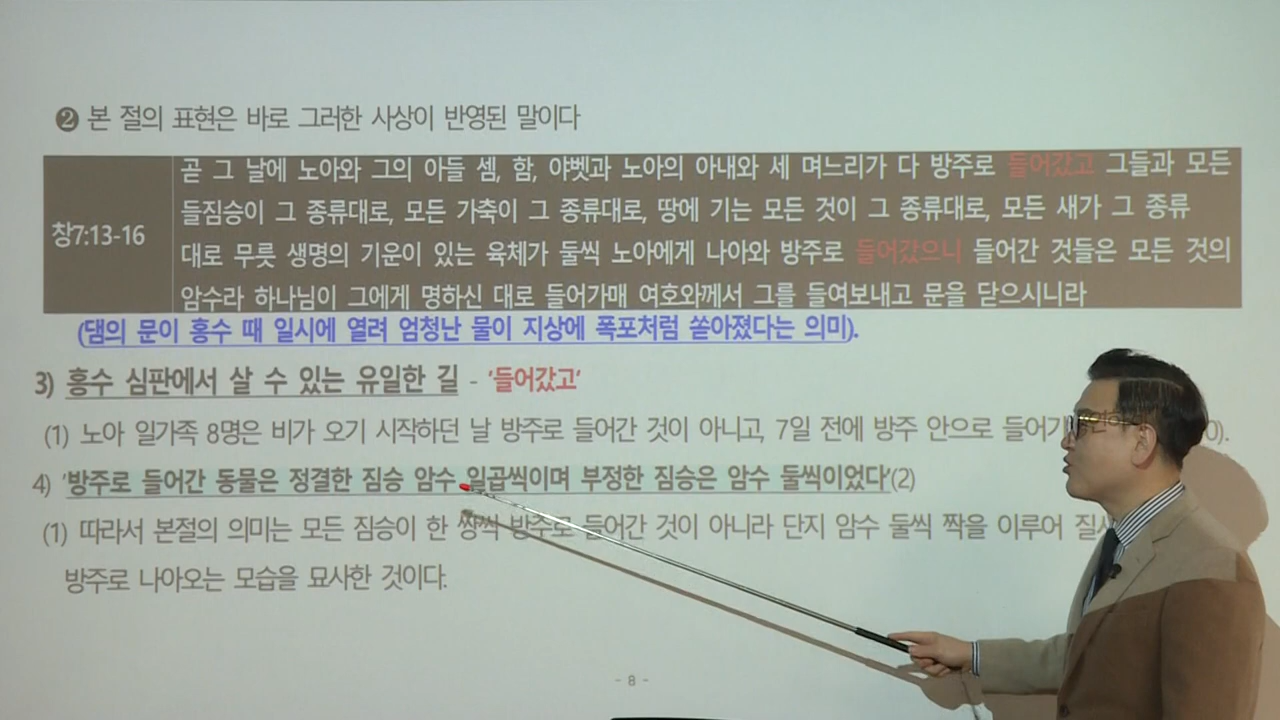 ❷ 본 절의 표현은 바로 그러한 사상이 반영된 말이다
창7:13-16
곧 그 날에 노아와 그의 아들 셈, 함, 야벳과 노아의 아내와 세 며느리가 다 방주로 들어갔고 그들과 모든
들짐승이 그 종류대로, 모든 가축이 그 종류대로, 땅에 기는 모든 것이 그 종류대로, 모든 새가 그 종류
대로 무릇 생명의 기운이 있는 육체가 둘씩 노아에게 나아와 방주로 들어갔으니 들어간 것들은 모든 것의
암수라 하나님이 그에게 명하신 대로 들어가매 여호와께서 그를 들여보내고 문을 닫으시니라
(댐의 문이 홍수 때 일시에 열려 엄청난 물이 지상에 폭포처럼 쏟아졌다는 의미).
3) 홍수 심판에서 살 수 있는 유일한 길 - '들어갔고'
(1) 노아 일가족 8명은 비가 오기 시작하던 날 방주로 들어간 것이 아니고, 7일 전에 방주 안으로 0).
4) '방주로 들어간 동물은 정결한 짐승 암수 일곱씩이며 부정한 짐승은 암수 둘씩이었다'(2)
(1) 따라서 본절의 의미는 모든 짐승이 한 쌍씩 방주로 들어간 것이 아니라 단지 암수 둘씩 짝을 이루어
방주로 나아오는 모습을 묘사한 것이다.
- 8 -